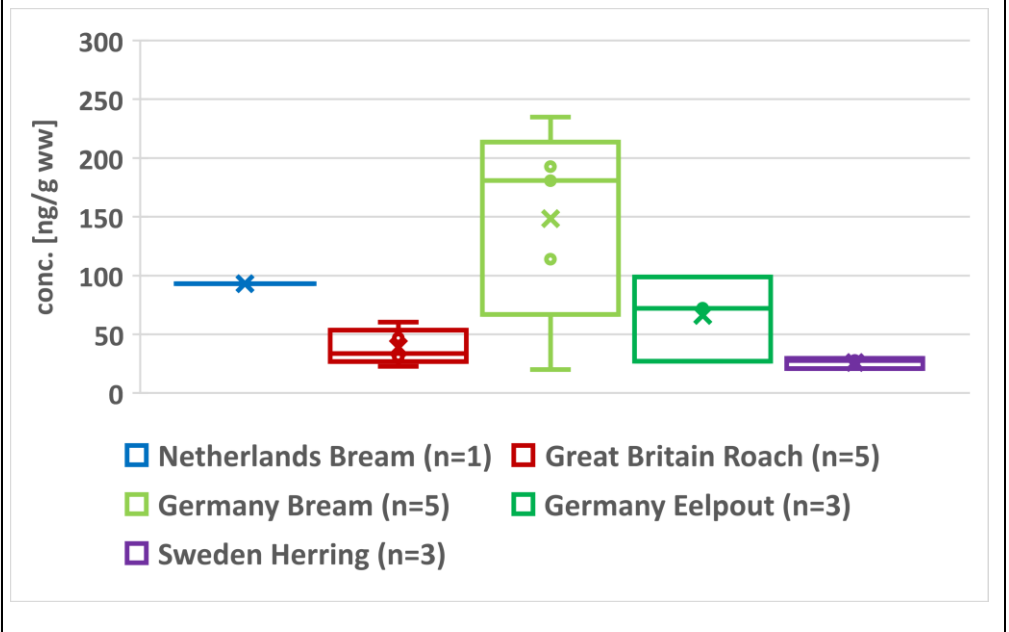 300
250
200
150
100
50
0
conc. [ng/g ww]
Netherlands Bream (n=1) Great Britain Roach (n=5)
Germany Bream (n=5) Germany Eelpout (n=3)
Sweden Herring (n=3)